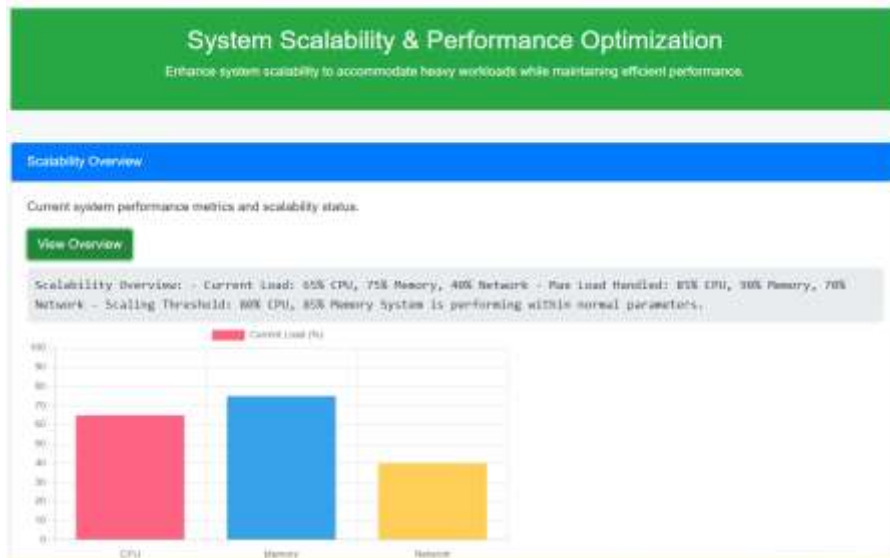 System Scalability & Performance Optimization
Enhance system scalability to accommodate heavy workloads while maintaining efficient performance.
Scalability Overview
Current system performance metrics and scalability status.
View Overview
Scalability Overview: - Current Load: 65% CPU, 75% Memory, 40% Network - Max Load Handled: 85% CPU, 90% Memory, 70%
Network - Scaling Threshold: 80% CPU, 85% Memory System is performing within normal parameters.
Current Load (%)
100
90
80
70
60
50
40
30
20
10
0
CPU Memory Network